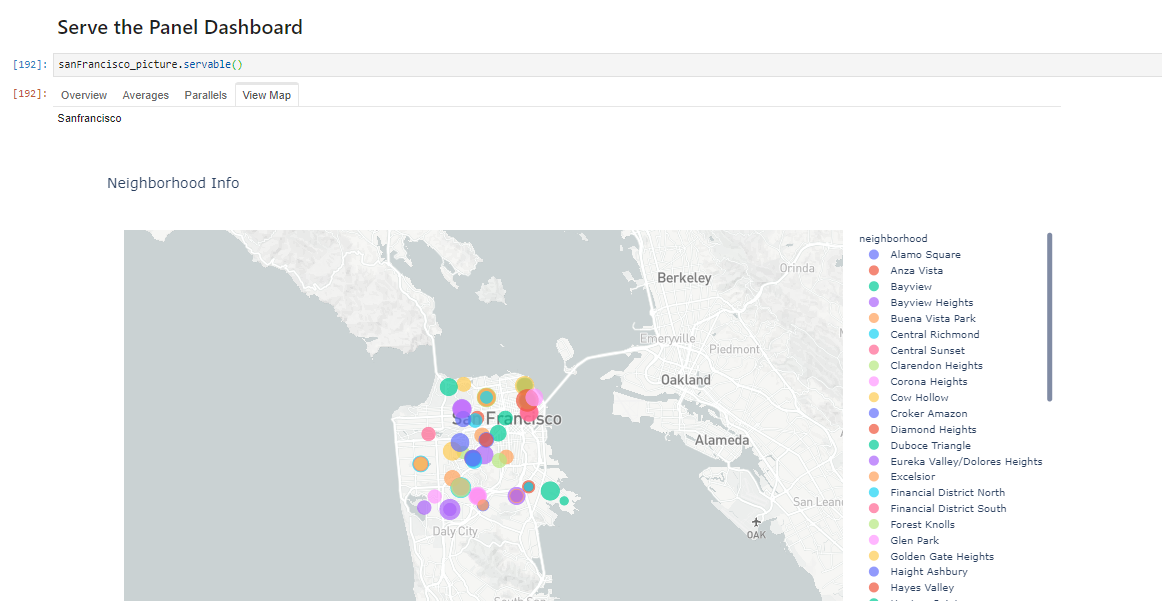 Serve the Panel Dashboard
[192]: sanFrancisco_picture.servable()
[192]: Overview Averages Parallels View Map
Sanfrancisco
Neighborhood Info
Berkeley
Orinda
Emeryville
Piedmont
Oakland
San Francisco
Alameda
San Lean
OAK
Daly City
neighborhood
Alamo Square
Anza Vista
Bayview
Bayview Heights
Buena Vista Park
Central Richmond
Central Sunset
Clarendon Heights
Corona Heights
Cow Hollow
Croker Amazon
Diamond Heights
Duboce Triangle
Eureka Valley/Dolores Heights
Excelsior
Financial District North
Financial District South
Forest Knolls
Glen Park
Golden Gate Heights
Haight Ashbury
Hayes Valley